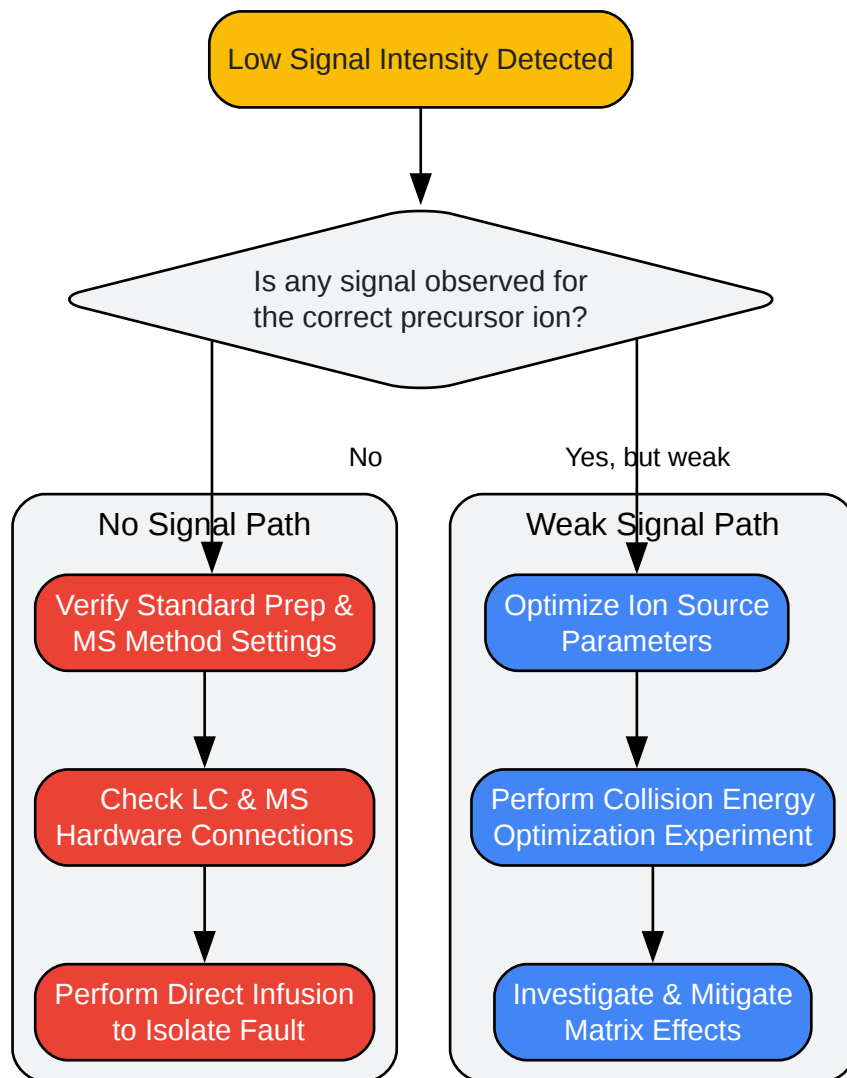 Low Signal Intensity Detected
Is any signal observed for
the correct precursor ion?
No
Yes, but weak
No Signal Path
Verify Standard Prep &
MS Method Settings
Check LC & MS
Hardware Connections
Perform Direct Infusion
to Isolate Fault
Weak Signal Path
Optimize Ion Source
Parameters
Perform Collision Energy
Optimization Experiment
Investigate & Mitigate
Matrix Effects